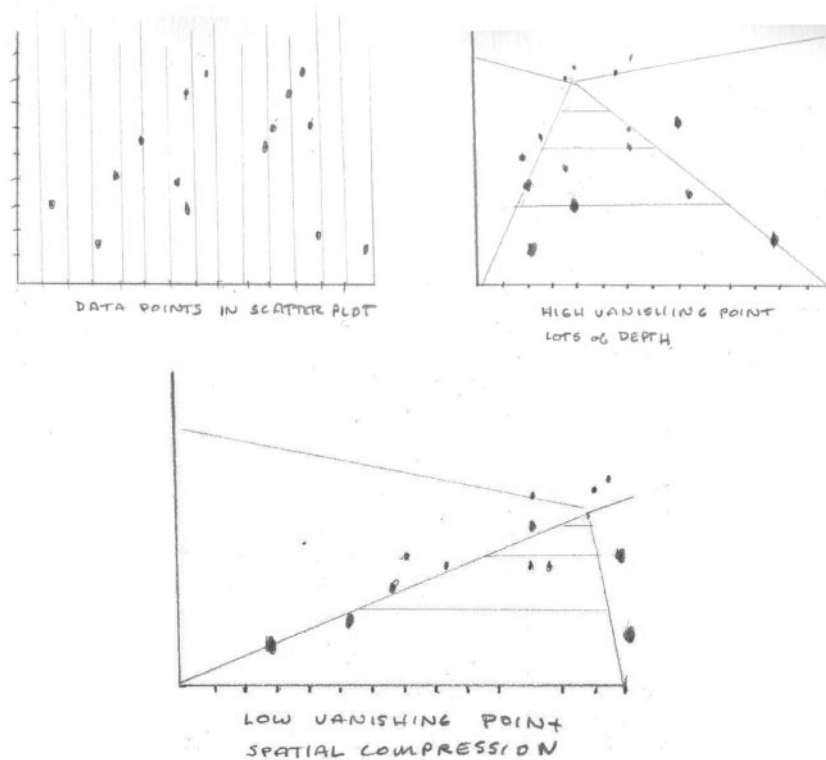 DATA POINTS IN SCATTER PLOT
HIGH VANISHING POINT
LOTS of DEPTH
LOW VANISHING POINT
SPATIAL COMPRESSION